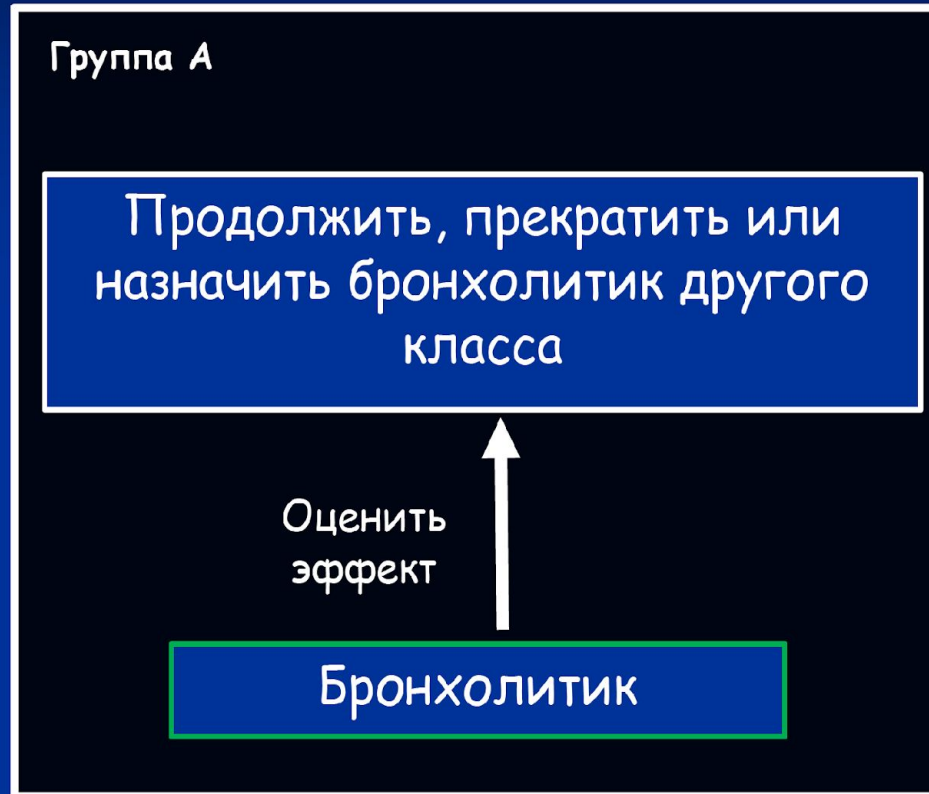 Группа А
Продолжить, прекратить или
назначить бронхолитик другого
класса
Оценить
эффект
Бронхолитик